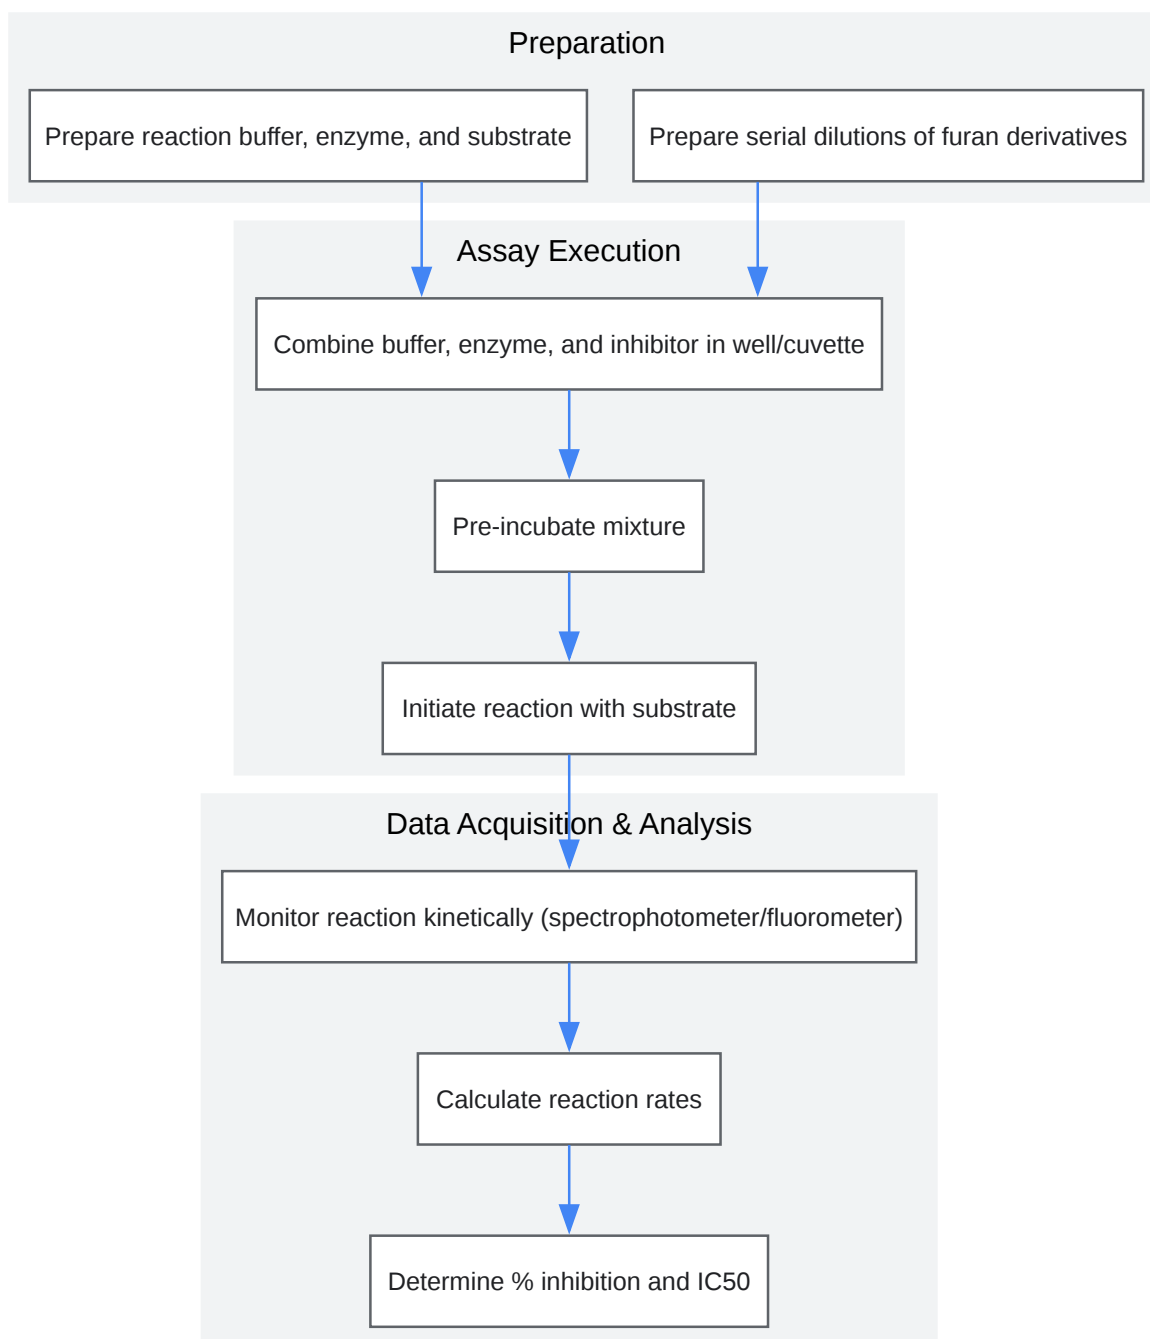 Preparation
Prepare reaction buffer, enzyme, and substrate
Prepare serial dilutions of furan derivatives
Assay Execution
Combine buffer, enzyme, and inhibitor in well/cuvette
Pre-incubate mixture
Initiate reaction with substrate
Data Acquisition & Analysis
Monitor reaction kinetically (spectrophotometer/fluorometer)
Calculate reaction rates
Determine % inhibition and IC50